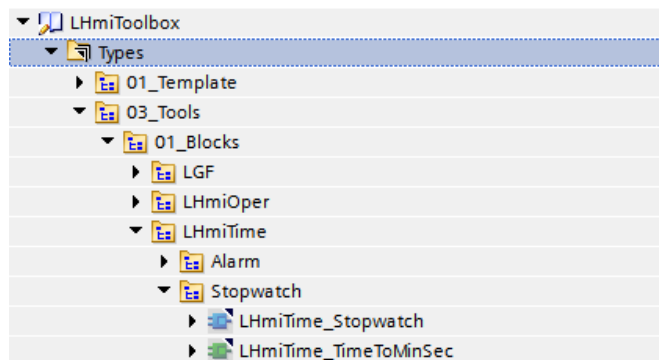 LHmiToolbox
Types
01_Template
03_Tools
01_Blocks
LGF
LHmiOper
LHmiTime
Alarm
Stopwatch
LHmiTime_Stopwatch
LHmiTime_TimeToMinSec